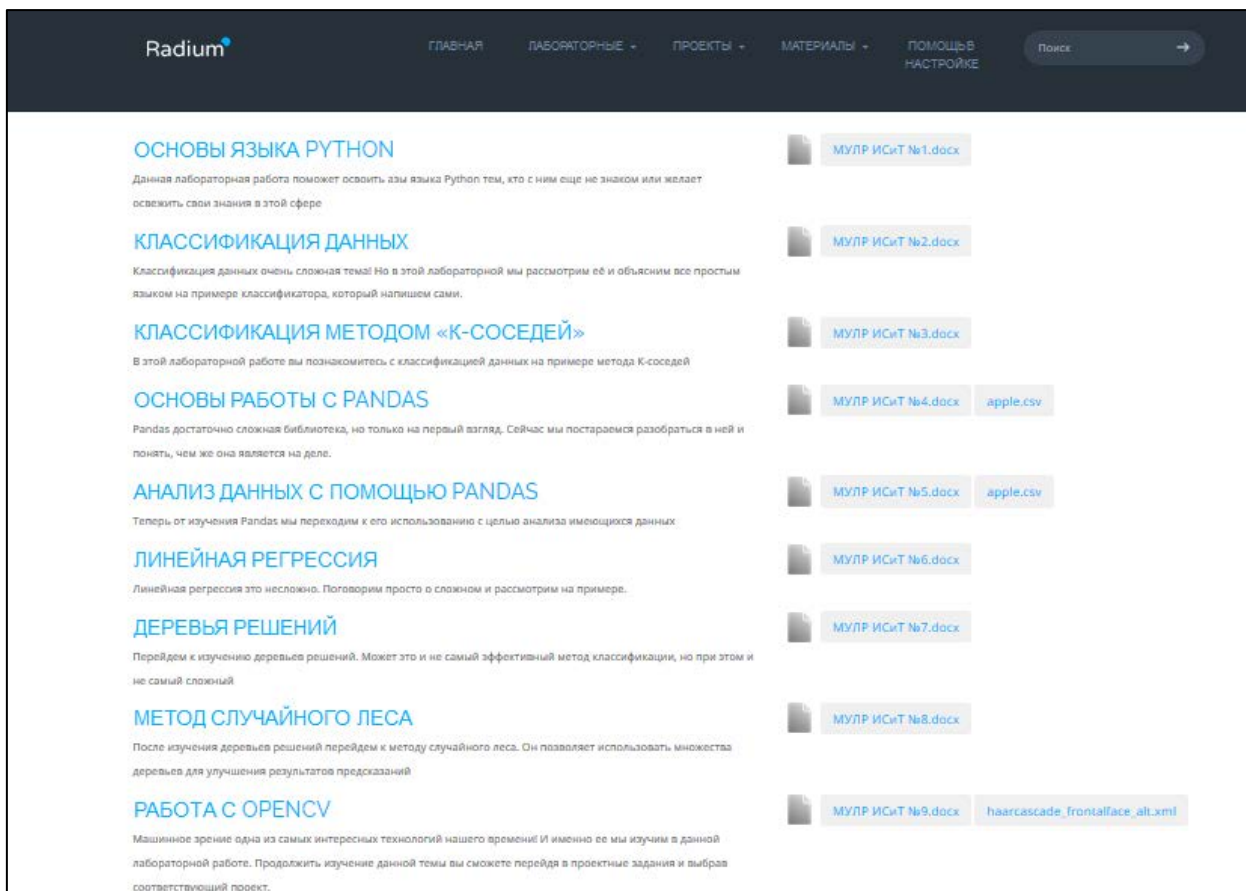 Radium
ГЛАВНАЯ
ЛАБОРАТОРНЫЕ
ПРОЕКТЫ
МАТЕРИАЛЫ
ПОМОЩЬ В
НАСТРОЙКЕ
Поиск
ОСНОВЫ ЯЗЫКА PYTHON
МУЛР ИСиТ №1.docx
Данная лабораторная работа поможет освоить азы языка Python тем, кто с ним еще не знаком или желает
освежить свои знания в этой сфере
КЛАССИФИКАЦИЯ ДАННЫХ
МУЛР ИСиТ №2.docx
Классификация данных очень сложная тема! Но в этой лабораторной мы рассмотрим её и объясним все простым
языком на примере классификатора, который напишем сами.
КЛАССИФИКАЦИЯ МЕТОДОМ «К-СОСЕДЕЙ»
МУЛР ИСиТ №3.docx
В этой лабораторной работе вы познакомитесь с классификацией данных на примере метода К-соседей
ОСНОВЫ РАБОТЫ С PANDAS
МУЛР ИСиТ №4.docx apple.csv
Pandas достаточно сложная библиотека, но только на первый взгляд. Сейчас мы постараемся разобраться в ней и
понять, чем же она является на деле.
АНАЛИЗ ДАННЫХ С ПОМОЩЬЮ PANDAS
МУЛР ИСиТ №5.docx apple.csv
Теперь от изучения Pandas мы переходим к его использованию с целью анализа имеющихся данных
ЛИНЕЙНАЯ РЕГРЕССИЯ
МУЛР ИСиТ №6.docx
Линейная регрессия это несложно. Поговорим просто о сложном и рассмотрим на примере.
ДЕРЕВЬЯ РЕШЕНИЙ
МУЛР ИСиТ №7.docx
Перейдем к изучению деревьев решений. Может это и не самый эффективный метод классификации, но при этом и
не самый сложный
МЕТОД СЛУЧАЙНОГО ЛЕСА
МУЛР ИСиТ №8.docx
После изучения деревьев решений перейдем к методу случайного леса. Он позволяет использовать множества
деревьев для улучшения результатов предсказаний
РАБОТА С OPENCV
МУЛР ИСиТ №9.docx haarcascade_frontalface_alt.xml
Машинное зрение одна из самых интересных технологий нашего времени! И именно ее мы изучим в данной
лабораторной работе. Продолжить изучение данной темы вы сможете перейдя в проектные задания и выбрав
соответствующий проект.